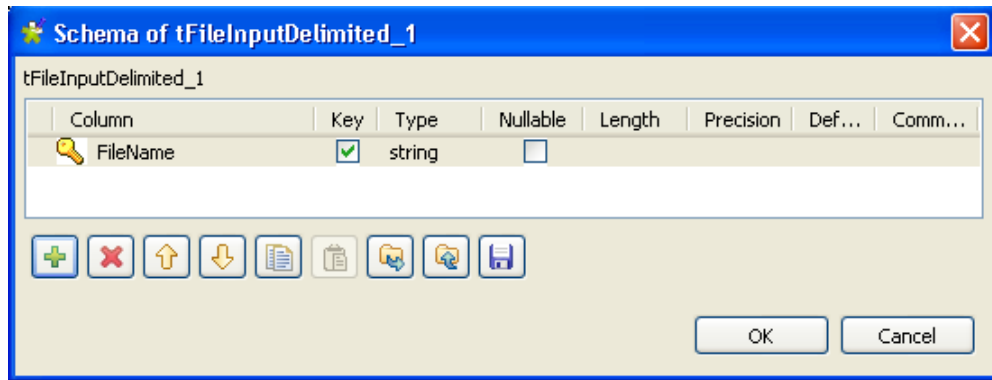 Schema of tFileInputDelimited_1
tFileInputDelimited_1
Column Key Type Nullable Length Precision Def... Comm...
FileName string
OK Cancel